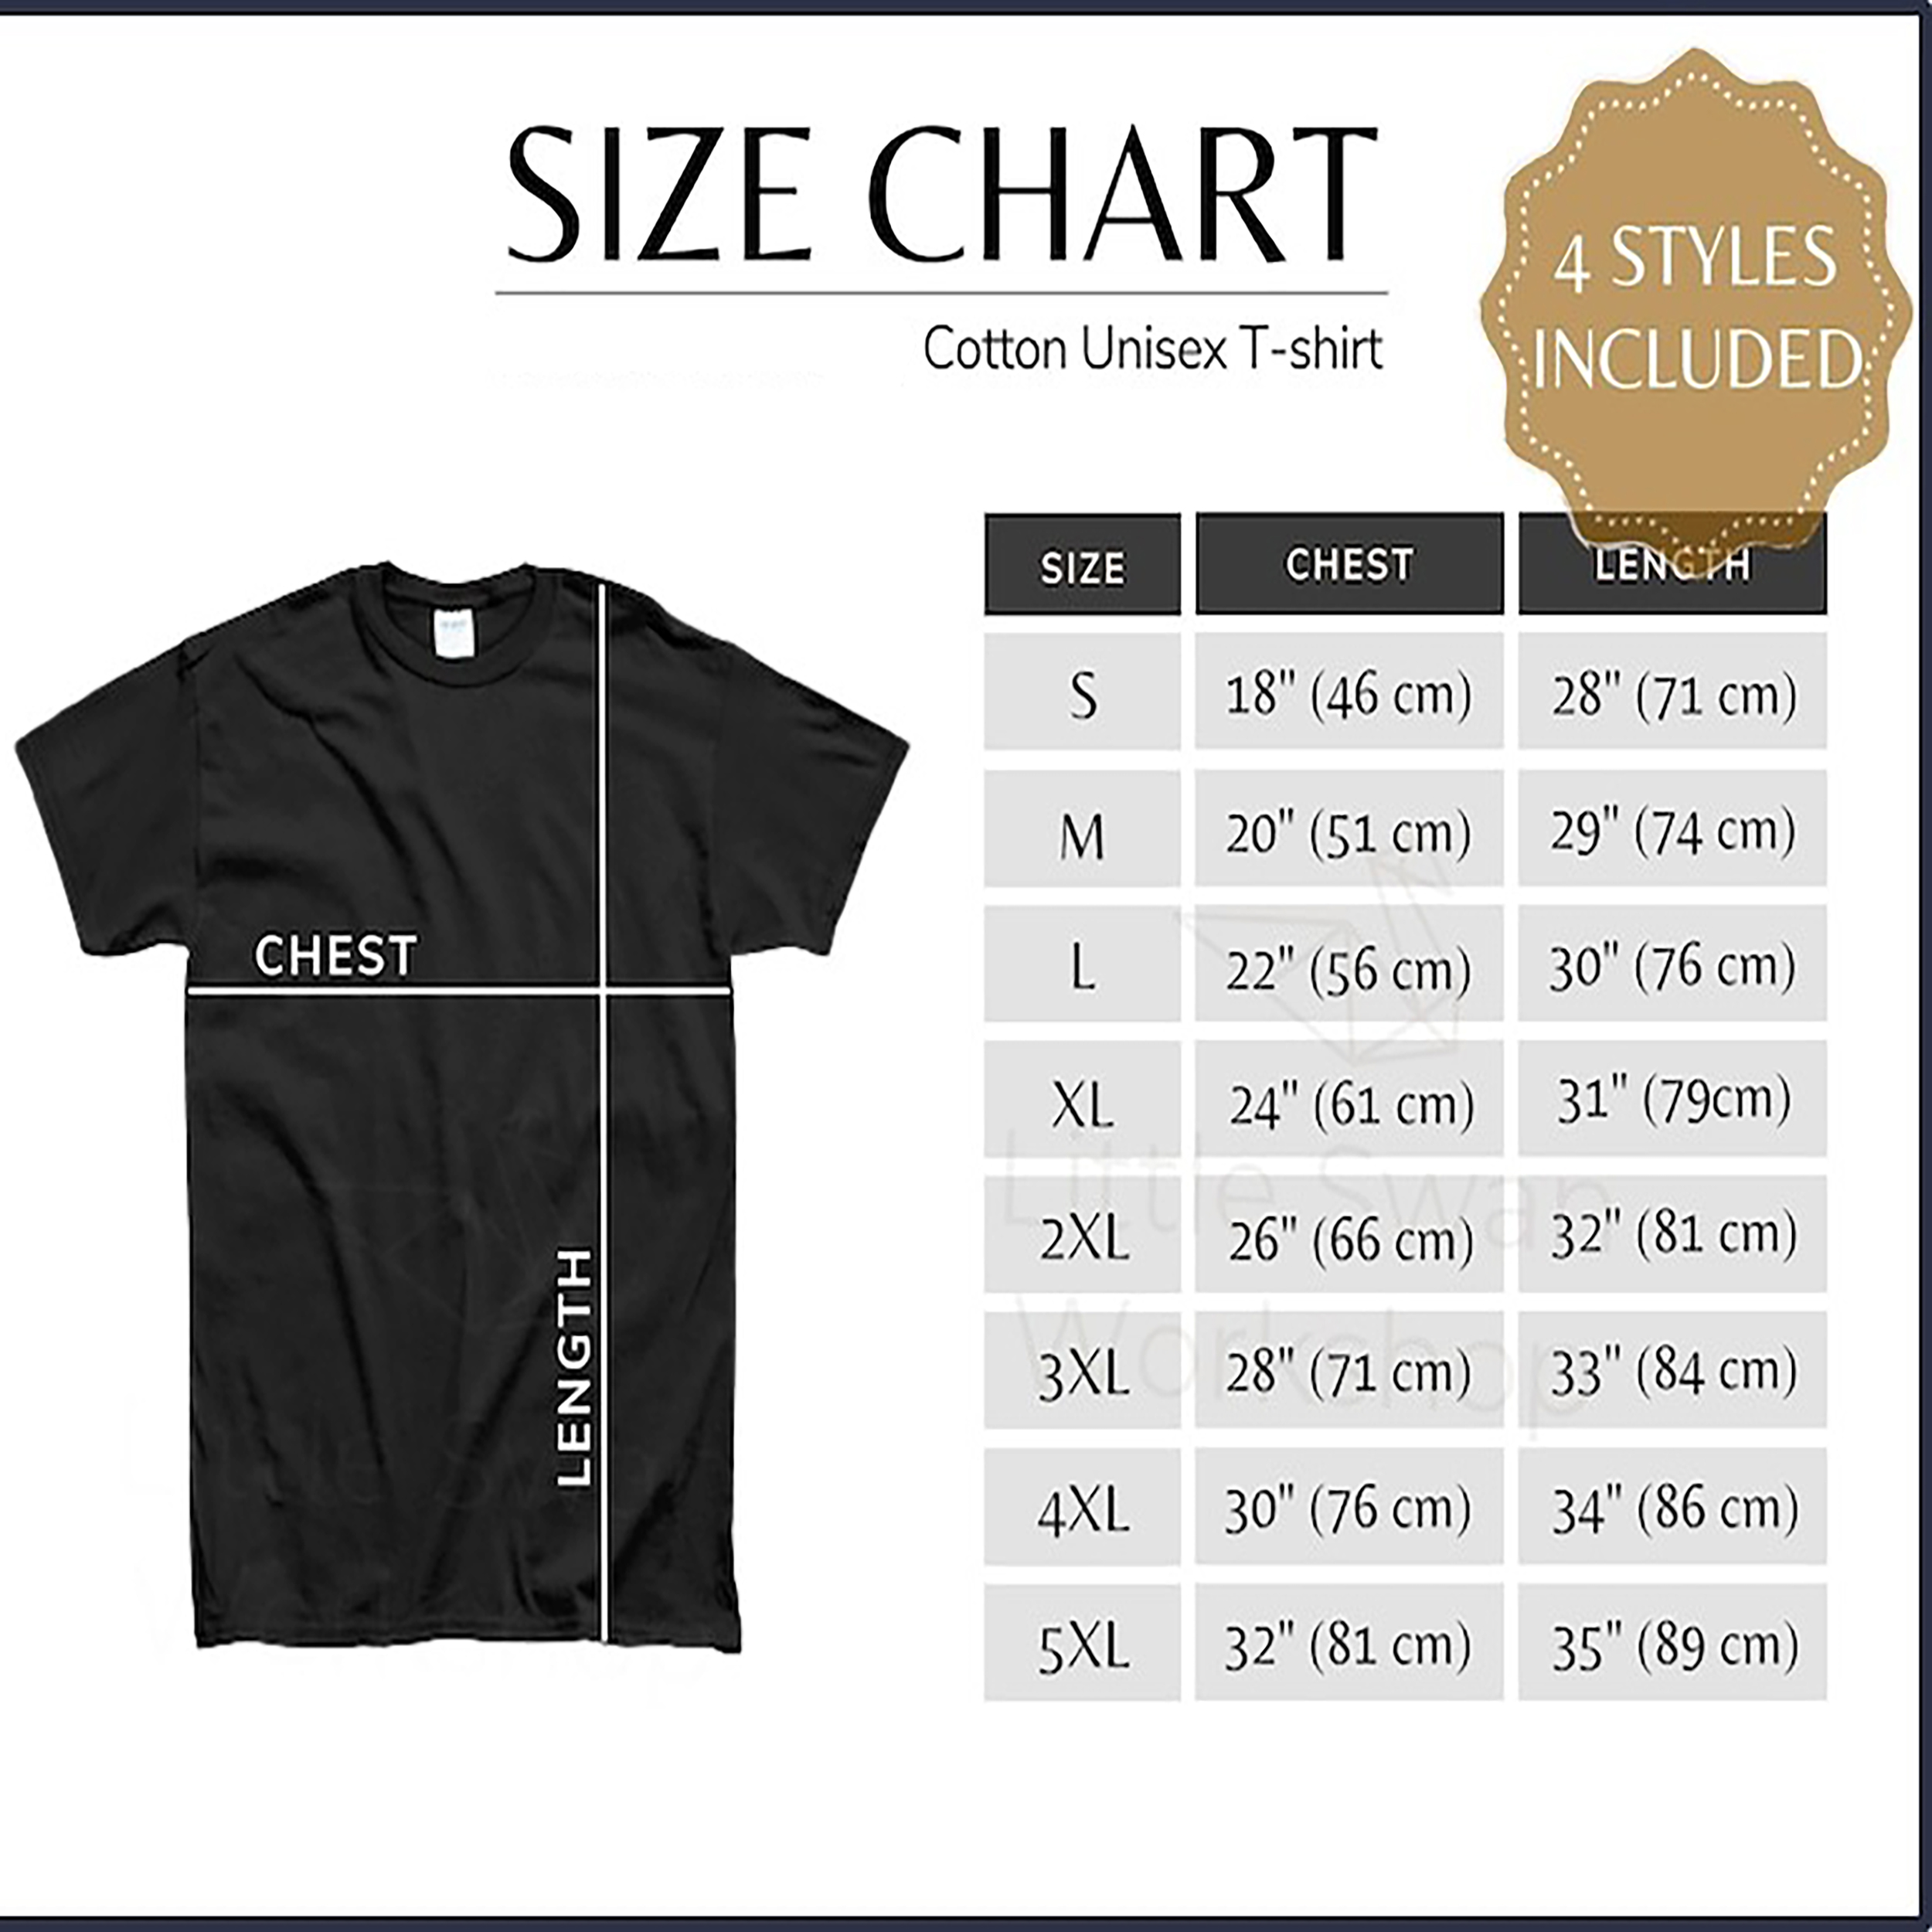 SIZE CHART
Cotton Unisex T-shirt
4 STYLES
INCLUDED
CHEST
LENGTH
SIZE CHEST LENGTH
S 18" (46 cm) 28" (71 cm)
M 20" (51 cm) 29" (74 cm)
L 22" (56 cm) 30" (76 cm)
XL 24" (61 cm) 31" (79cm)
2XL 26" (66 cm) 32" (81 cm)
3XL 28" (71 cm) 33" (84 cm)
4XL 30" (76 cm) 34" (86 cm)
5XL 32" (81 cm) 35" (89 cm)
Little Swan
Workshop